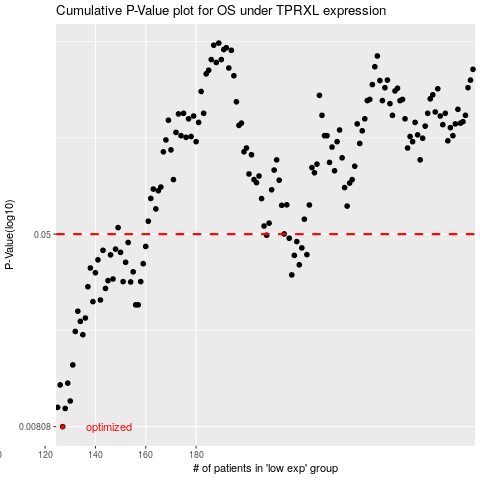 Cumulative P-Value plot for OS under TPRXL expression
P-Value(log10)
0.05
0.00808
optimized
0 120 140 160 180
# of patients in 'low exp' group